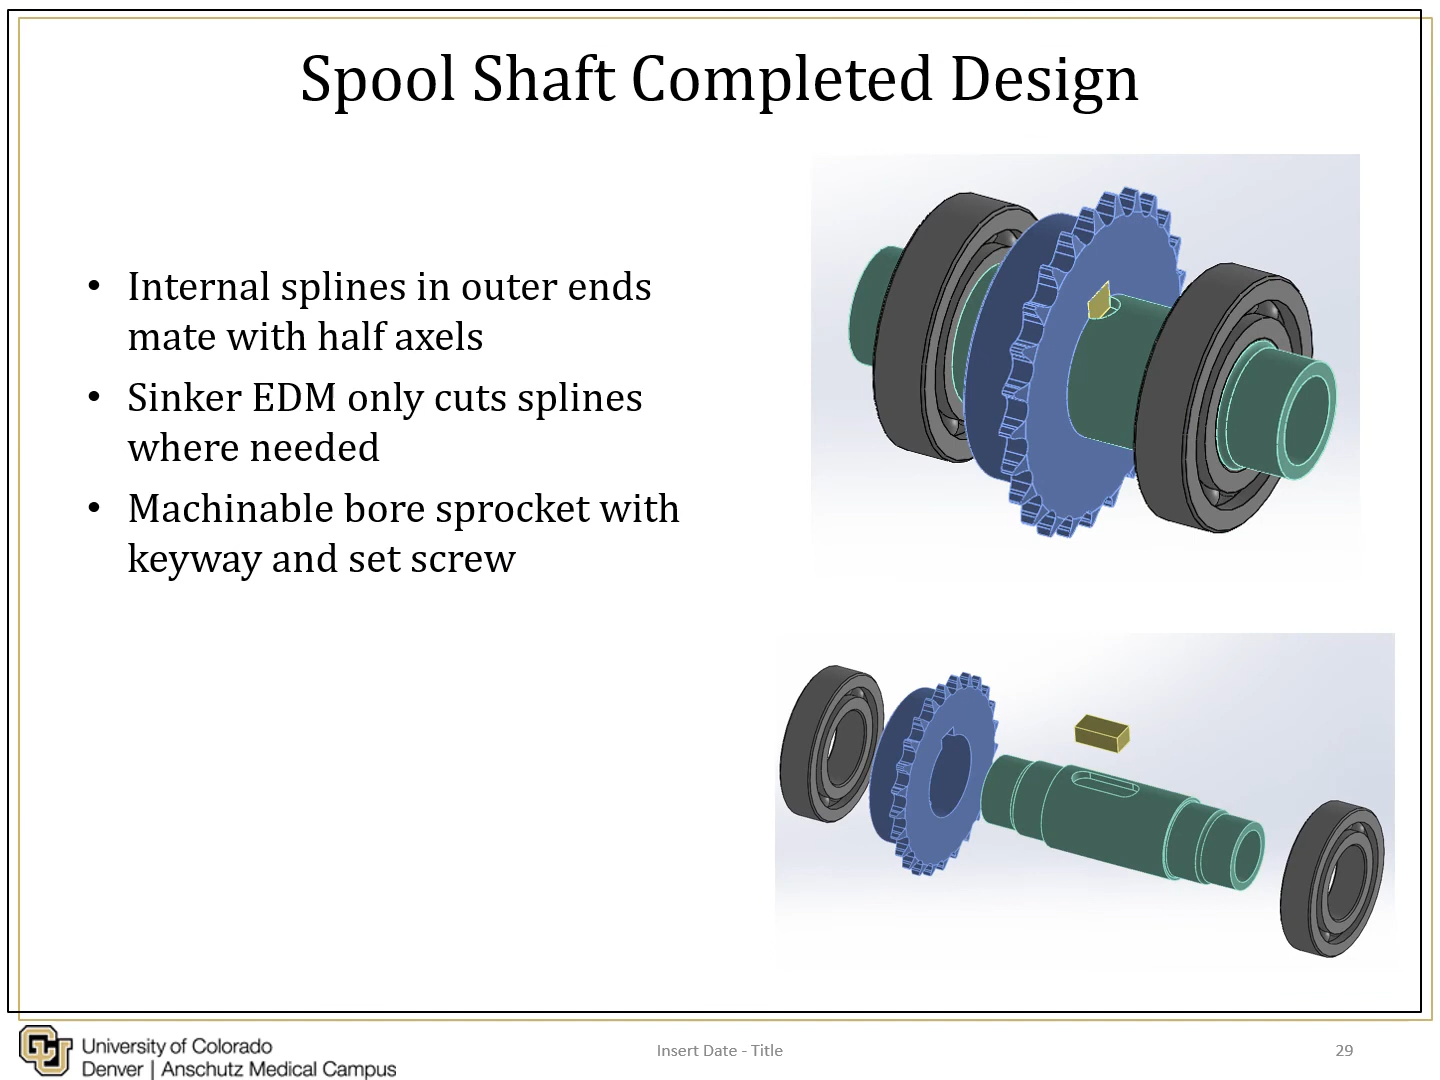 Spool Shaft Completed Design
• Internal splines in outer ends
mate with half axels
• Sinker EDM only cuts splines
where needed
• Machinable bore sprocket with
keyway and set screw
University of Colorado
Denver | Anschutz Medical Campus
Insert Date - Title
29